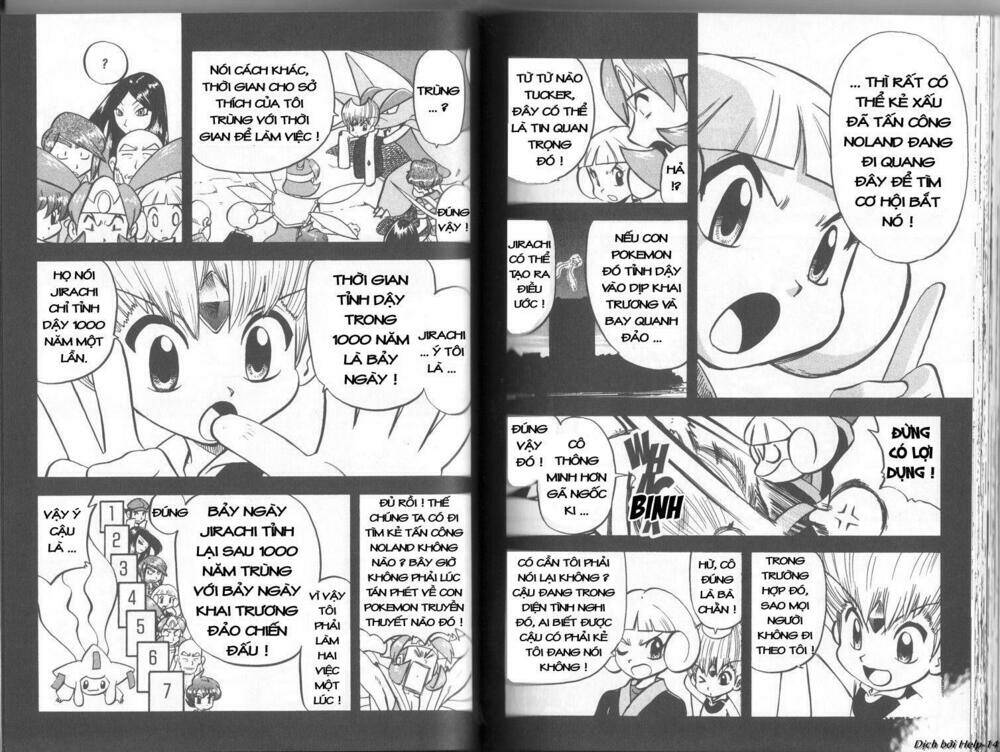 ?
NÓI CÁCH KHÁC,
THỜI GIAN CHO SỞ
THÍCH CỦA TÔI
TRÙNG VỚI THỜI
GIAN ĐỂ LÀM VIỆC !
TRÙNG
... ?
ĐÚNG
VẬY !
HỌ NÓI
JIRACHI
CHỈ TỈNH
DẬY 1000
NĂM MỘT
LẦN.
THỜI GIAN
TỈNH DẬY
TRONG
1000 NĂM
LÀ BẢY
NGÀY !
JIRACHI
... Ý TÔI
LÀ ...
VẬY Ý
CẬU
LÀ ...
1
2
3
4
5
6
7
ĐÚNG
BẢY NGÀY
JIRACHI TỈNH
LẠI SAU 1000
NĂM TRÙNG
VỚI BẢY NGÀY
KHAI TRƯƠNG
ĐẢO CHIẾN
ĐẤU !
VÌ VẬY
TÔI
PHẢI
LÀM
HAI
VIỆC
MỘT
LÚC !
ĐỦ RỒI ! THẾ
CHÚNG TA CÓ ĐI
TÌM KẺ TẤN CÔNG
NOLAND KHÔNG
NÀO ? BÂY GIỜ
KHÔNG PHẢI LÚC
TÁN PHÉT VỀ CON
POKEMON TRUYỀN
THUYẾT NÀO ĐÓ !
TỪ TỪ NÀO
TUCKER,
ĐÂY CÓ THỂ
LÀ TIN QUAN
TRỌNG
ĐÓ !
HẢ
!?
JIRACHI
CÓ THỂ
TẠO RA
ĐIỀU
ƯỚC !
NẾU CON
POKEMON
ĐÓ TỈNH DẬY
VÀO DỊP KHAI
TRƯƠNG VÀ
BAY QUANH
ĐẢO ...
... THÌ RẤT CÓ
THỂ KẺ XẤU
ĐÃ TẤN CÔNG
NOLAND ĐANG
ĐI QUANG
ĐÂY ĐỂ TÌM
CƠ HỘI BẮT
NÓ !
ĐÚNG
VẬY
ĐÓ !
CÔ
THÔNG
MINH HƠN
GÃ NGỐC
KI ...
BINH
ĐỪNG
CÓ LỢI
DỤNG !
CÓ CẦN TÔI PHẢI
NÓI LẠI KHÔNG ?
CẬU ĐANG TRONG
DIỆN TÌNH NGHI
ĐÓ, AI BIẾT ĐƯỢC
CẬU CÓ PHẢI KẺ
TÔI ĐANG NÓI
KHÔNG !
HỪ, CÔ
ĐÚNG
LÀ BÀ
CHẰN !
TRONG
TRƯỜNG
HỢP ĐÓ,
SAO MỌI
NGƯỜI
KHÔNG ĐI
THEO TÔI !
Dịch bởi Help-14